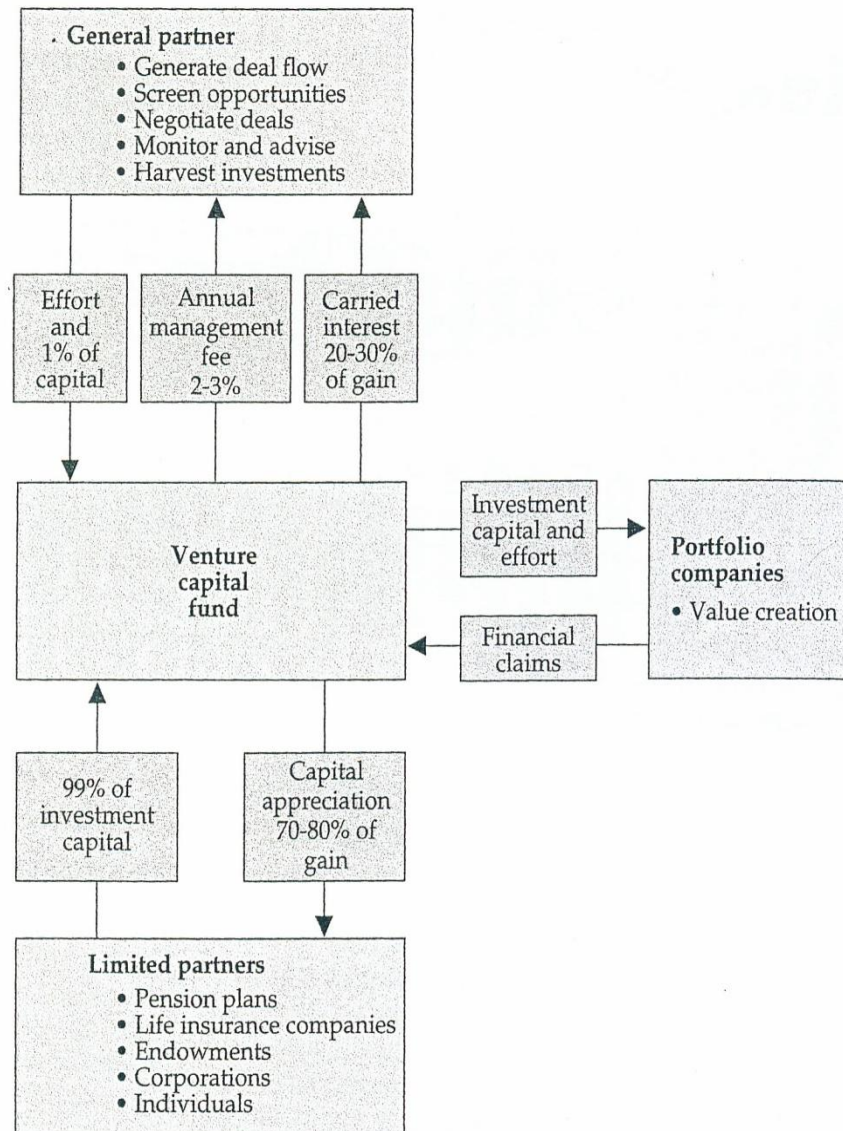 General partner
• Generate deal flow
• Screen opportunities
• Negotiate deals
• Monitor and advise
• Harvest investments
Effort
and
1% of
capital
Annual
management
fee
2-3%
Carried
interest
20-30%
of gain
Venture
capital
fund
Investment
capital and
effort
Financial
claims
Portfolio
companies
• Value creation
99% of
investment
capital
Capital
appreciation
70-80% of
gain
Limited partners
• Pension plans
• Life insurance companies
• Endowments
• Corporations
• Individuals